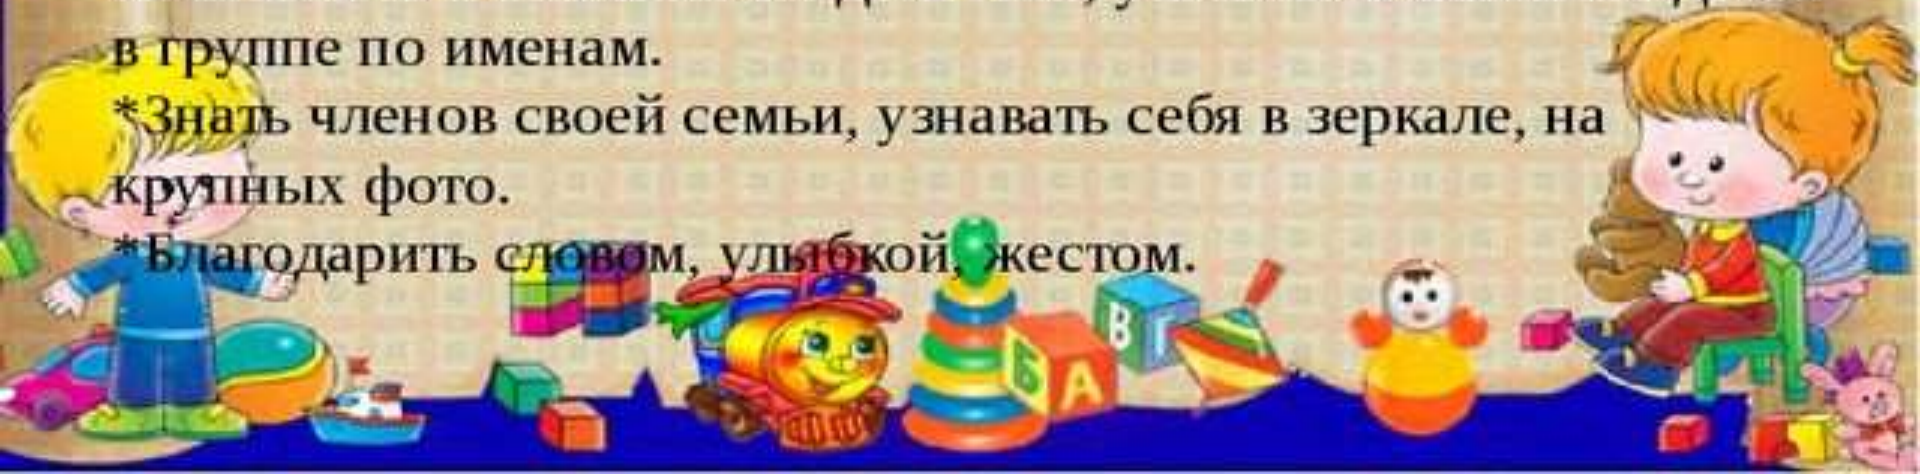 в группе по именам.
*Знать членов своей семьи, узнавать себя в зеркале, на
крупных фото.
*Благодарить словом, улыбкой, жестом.
Б А
В Г